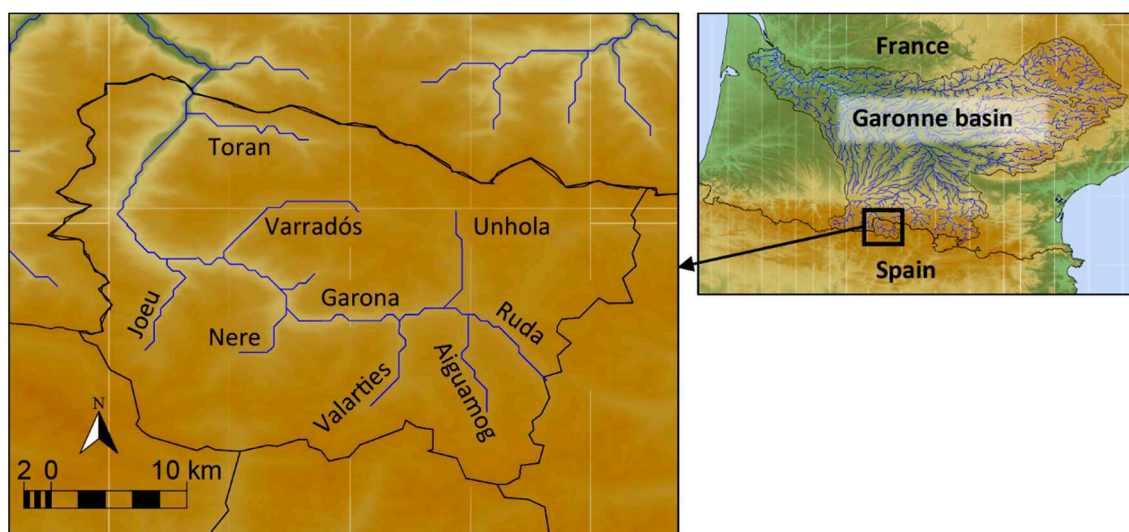 Toran
Varradós
Unhola
Garona
Joeu
Nere
Ruda
Valarties
Aiguamog
N
2 0 10 km
France
Garonne basin
Spain